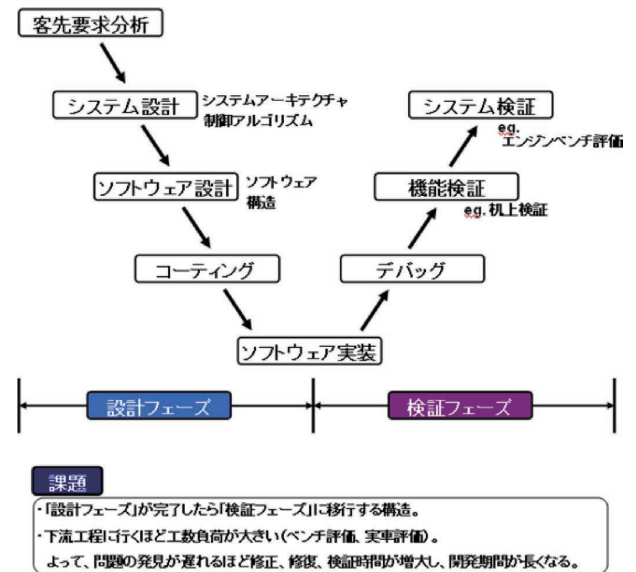 客先要求分析
システム設計
システムアーキテクチャ
制御アルゴリズム
システム検証
eg.
エンジンベンチ評価
ソフトウェア設計
ソフトウェア
構造
機能検証
eg. 机上検証
コーティング
デバッグ
ソフトウェア実装
設計フェーズ
検証フェーズ
課題
・「設計フェーズ」が完了したら「検証フェーズ」に移行する構造。
・下流工程に行くほど工数負荷が大きい(ベンチ評価、実車評価)。
よって、問題の発見が遅れるほど修正、修復、検証時間が増大し、開発期間が長くなる。